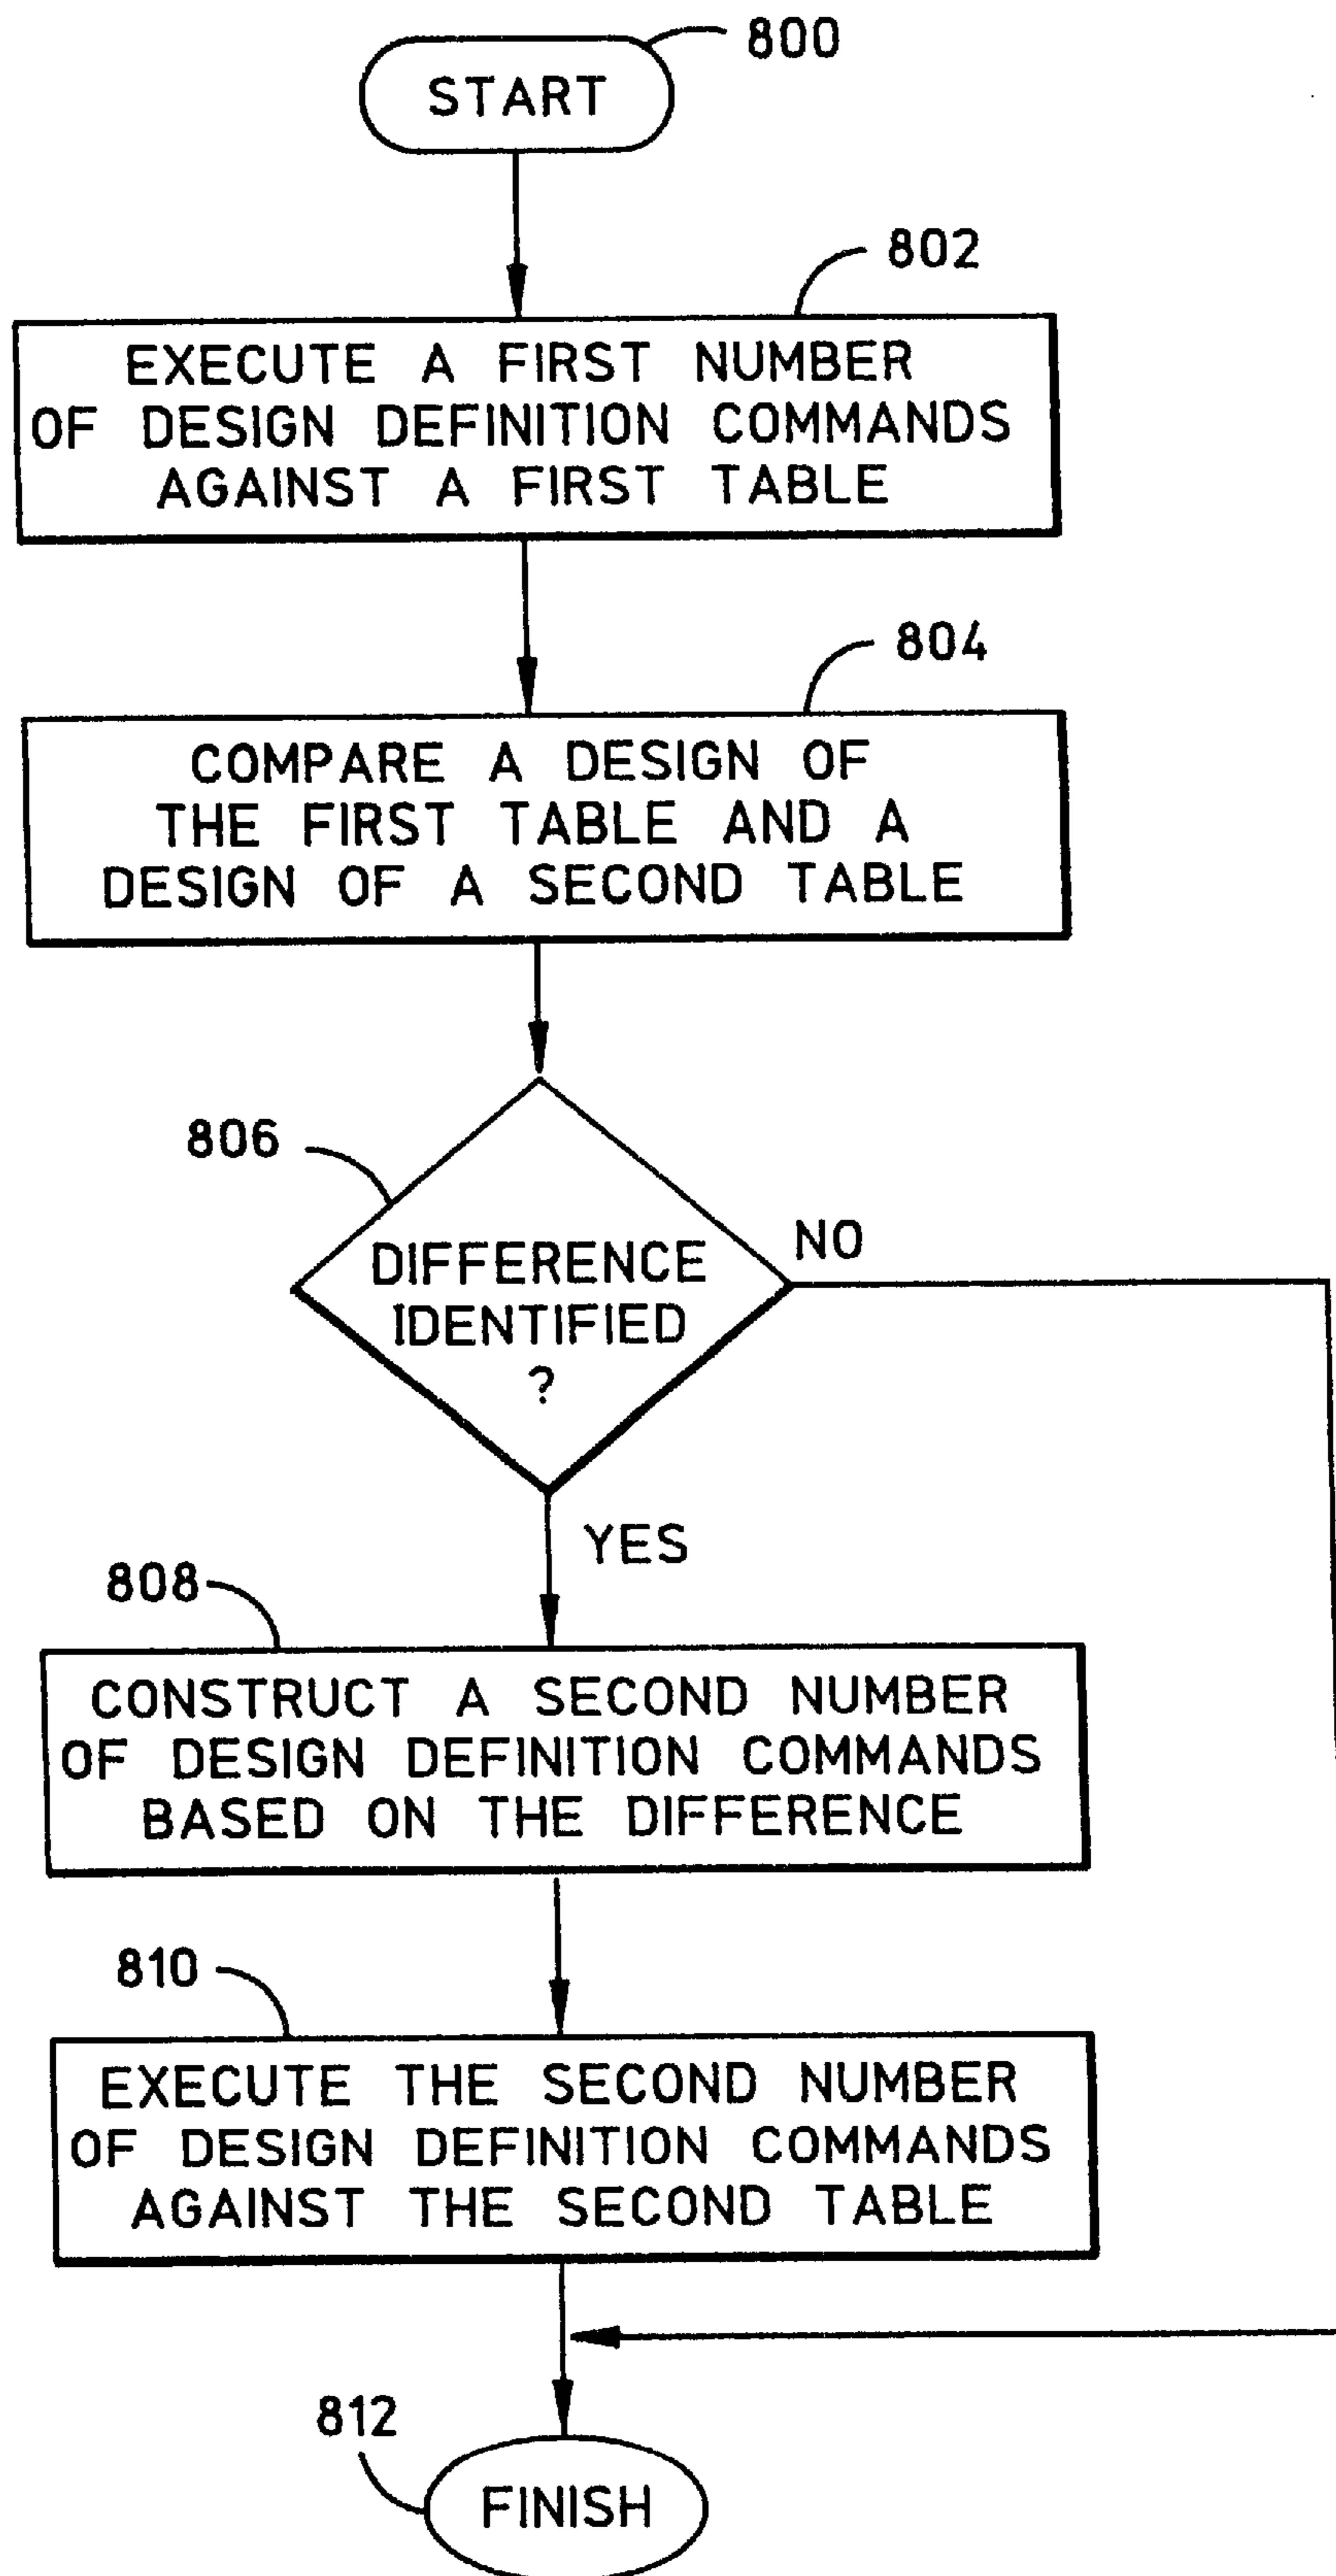 800
START
802
EXECUTE A FIRST NUMBER
OF DESIGN DEFINITION COMMANDS
AGAINST A FIRST TABLE
804
COMPARE A DESIGN OF
THE FIRST TABLE AND A
DESIGN OF A SECOND TABLE
806
DIFFERENCE
IDENTIFIED
?
NO
YES
808
CONSTRUCT A SECOND NUMBER
OF DESIGN DEFINITION COMMANDS
BASED ON THE DIFFERENCE
810
EXECUTE THE SECOND NUMBER
OF DESIGN DEFINITION COMMANDS
AGAINST THE SECOND TABLE
812
FINISH